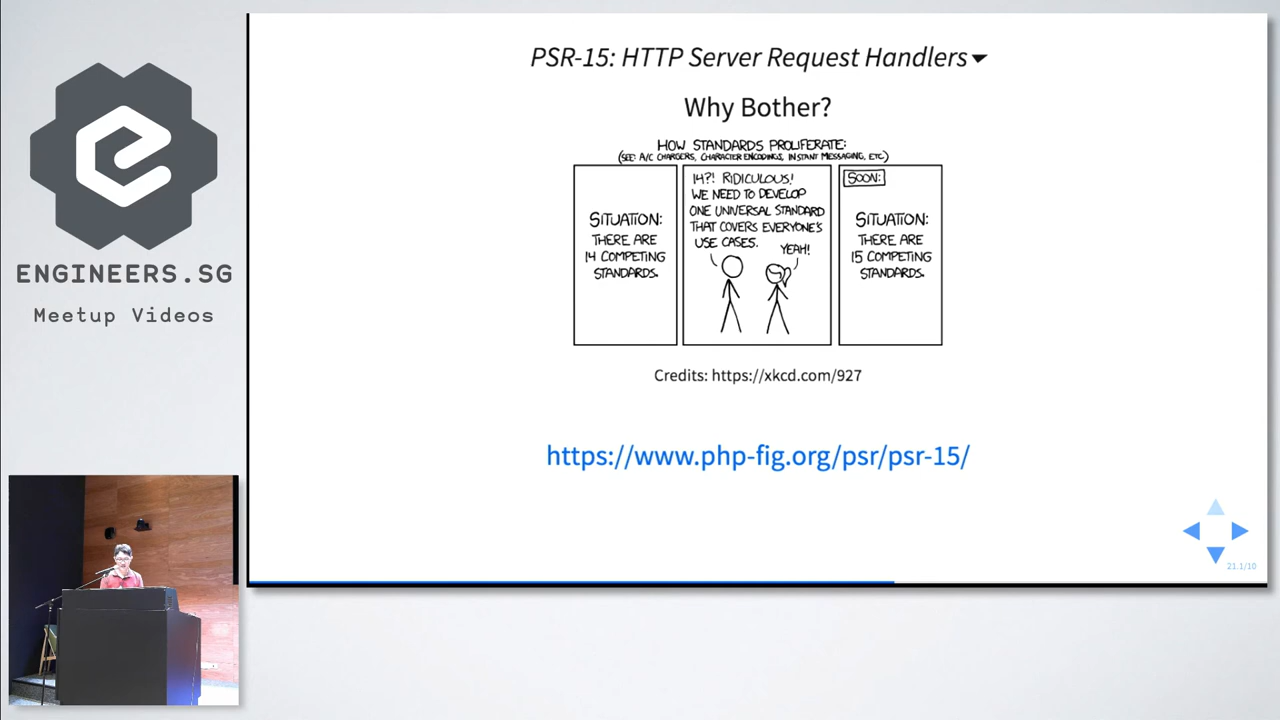 ENGINEERS.SG
Meetup Videos
PSR-15: HTTP Server Request Handlers
Why Bother?
HOW STANDARDS PROLIFERATE:
(SEE: A/C CHARGERS, CHARACTER ENCODINGS, INSTANT MESSAGING, ETC.)
SITUATION:
THERE ARE
14 COMPETING
STANDARDS.
14?! RIDICULOUS!
WE NEED TO DEVELOP
ONE UNIVERSAL STANDARD
THAT COVERS EVERYONE'S
USE CASES.
YEAH!
SOON:
SITUATION:
THERE ARE
15 COMPETING
STANDARDS.
Credits: https://xkcd.com/927
https://www.php-fig.org/psr/psr-15/
21.1/10